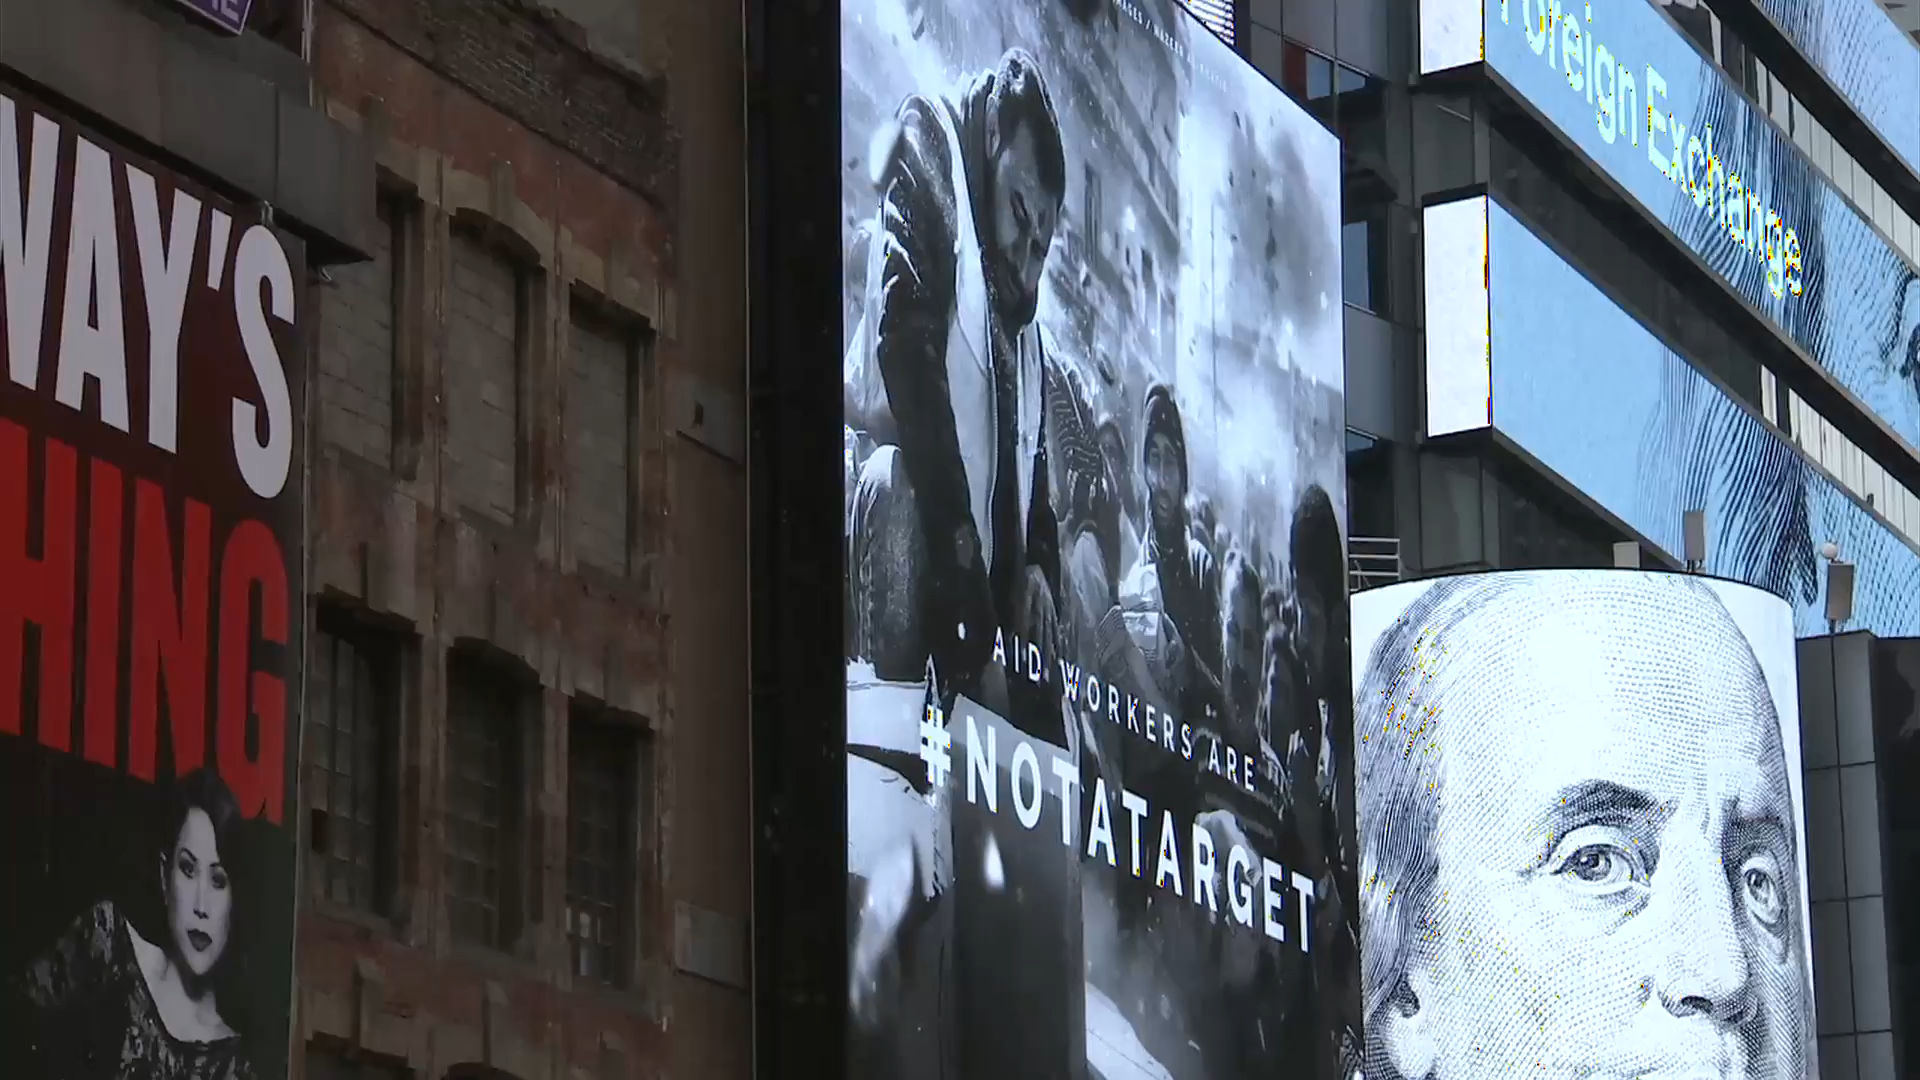 WAY'S
HING
AID WORKERS ARE
#NOTATARGET
Foreign Exchange